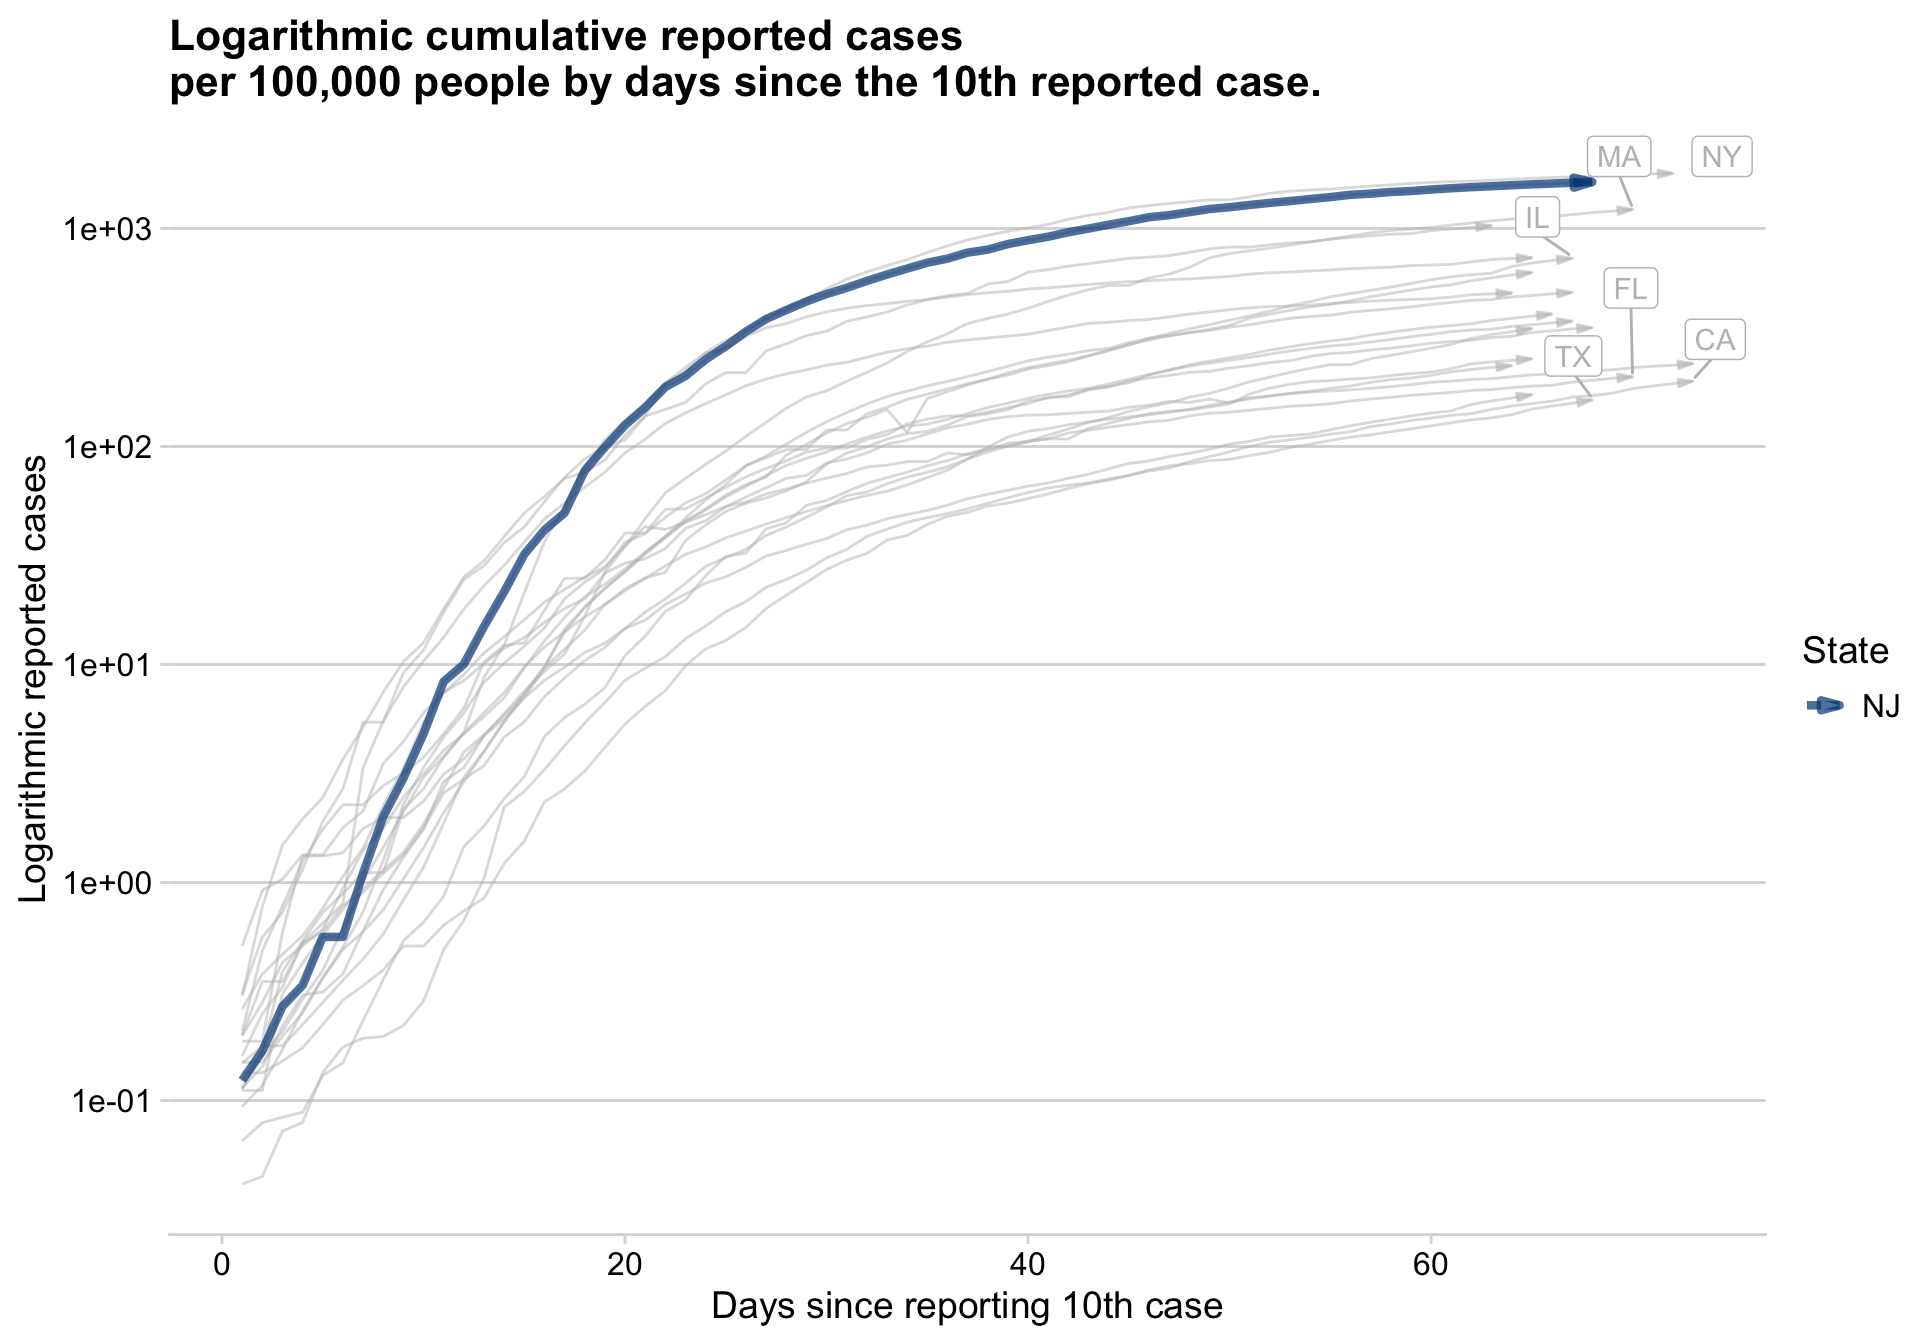 Logarithmic cumulative reported cases
per 100,000 people by days since the 10th reported case.
MA
NY
IL
FL
CA
TX
1e+03
1e+02
1e+01
1e+00
1e-01
Logarithmic reported cases
State
NJ
0
20
40
60
Days since reporting 10th case